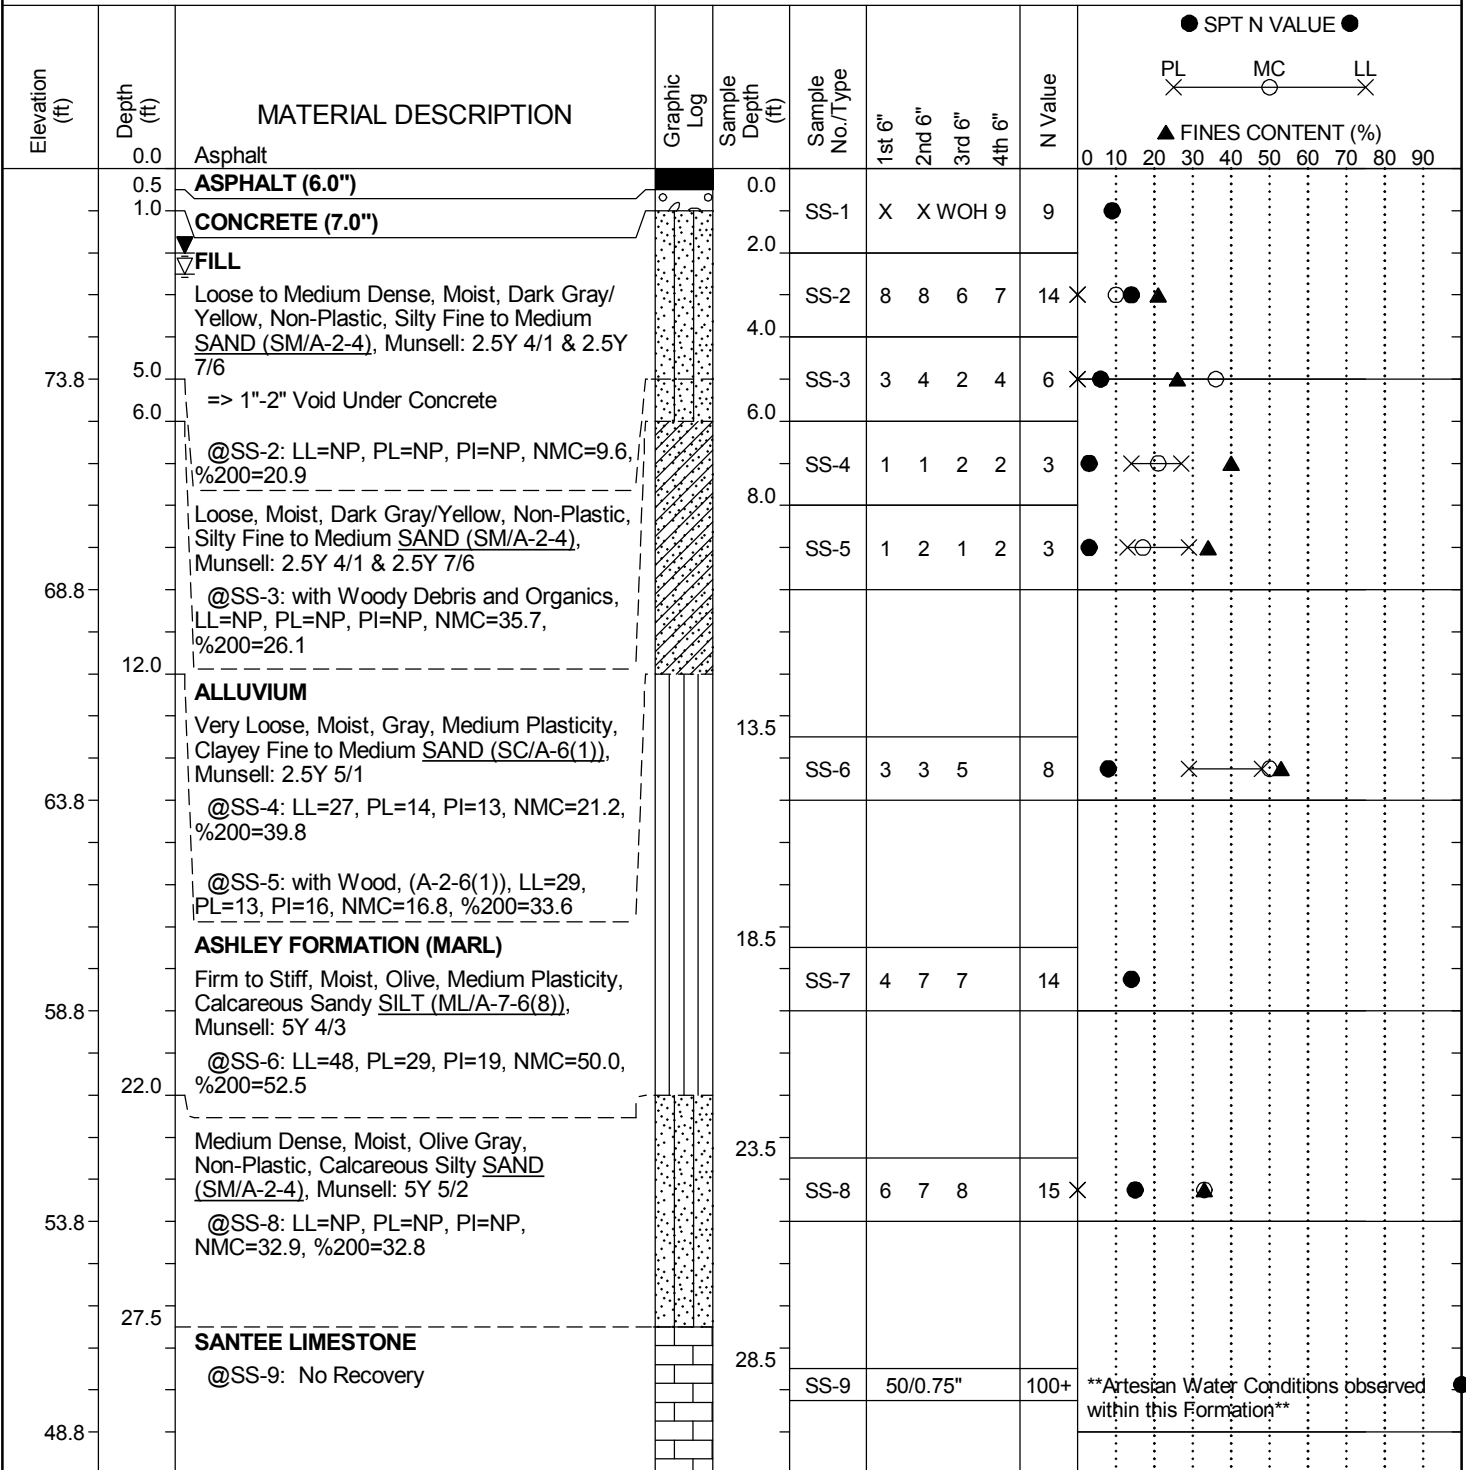 ● SPT N VALUE ●
PL MC LL
▲ FINES CONTENT (%)
0 10 20 30 40 50 60 70 80 90
Elevation (ft)
Depth (ft)
MATERIAL DESCRIPTION
Graphic Log
Sample Depth (ft)
Sample No./Type
1st 6"
2nd 6"
3rd 6"
4th 6"
N Value
0.0 Asphalt
0.5 ASPHALT (6.0")
1.0
CONCRETE (7.0")
FILL
Loose to Medium Dense, Moist, Dark Gray/
Yellow, Non-Plastic, Silty Fine to Medium
SAND (SM/A-2-4), Munsell: 2.5Y 4/1 & 2.5Y
7/6
73.8 5.0
=> 1"-2" Void Under Concrete
6.0
@SS-2: LL=NP, PL=NP, PI=NP, NMC=9.6,
%200=20.9
Loose, Moist, Dark Gray/Yellow, Non-Plastic,
Silty Fine to Medium SAND (SM/A-2-4),
Munsell: 2.5Y 4/1 & 2.5Y 7/6
68.8
@SS-3: with Woody Debris and Organics,
LL=NP, PL=NP, PI=NP, NMC=35.7,
%200=26.1
12.0
ALLUVIUM
Very Loose, Moist, Gray, Medium Plasticity,
Clayey Fine to Medium SAND (SC/A-6(1)),
Munsell: 2.5Y 5/1
63.8
@SS-4: LL=27, PL=14, PI=13, NMC=21.2,
%200=39.8
@SS-5: with Wood, (A-2-6(1)), LL=29,
PL=13, PI=16, NMC=16.8, %200=33.6
ASHLEY FORMATION (MARL)
Firm to Stiff, Moist, Olive, Medium Plasticity,
Calcareous Sandy SILT (ML/A-7-6(8)),
58.8
Munsell: 5Y 4/3
@SS-6: LL=48, PL=29, PI=19, NMC=50.0,
%200=52.5
22.0
Medium Dense, Moist, Olive Gray,
Non-Plastic, Calcareous Silty SAND
(SM/A-2-4), Munsell: 5Y 5/2
53.8
@SS-8: LL=NP, PL=NP, PI=NP,
NMC=32.9, %200=32.8
27.5
SANTEE LIMESTONE
@SS-9: No Recovery
48.8
0.0
SS-1 X X WOH 9 9
2.0
SS-2 8 8 6 7 14
4.0
SS-3 3 4 2 4 6
6.0
SS-4 1 1 2 2 3
8.0
SS-5 1 2 1 2 3
13.5
SS-6 3 3 5 8
18.5
SS-7 4 7 7 14
23.5
SS-8 6 7 8 15
28.5
SS-9 50/0.75" 100+
**Artesian Water Conditions observed
within this Formation**